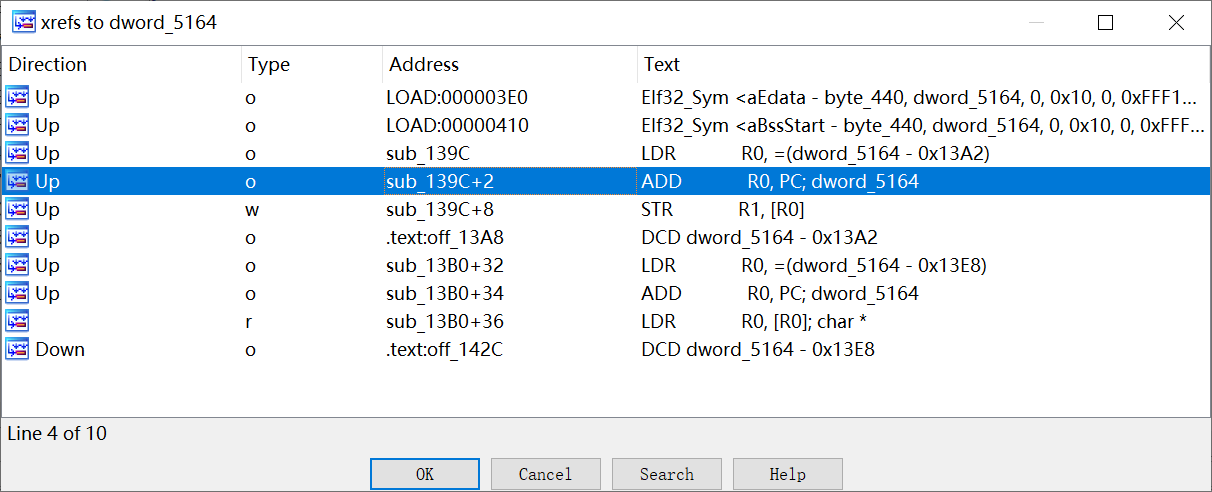 xrefs to dword_5164
Direction Type Address Text
Up o LOAD:000003E0 Elf32_Sym <aEdata - byte_440, dword_5164, 0, 0x10, 0, 0xFFF1...
Up o LOAD:00000410 Elf32_Sym <aBssStart - byte_440, dword_5164, 0, 0x10, 0, 0xFFF...
Up o sub_139C LDR R0, =(dword_5164 - 0x13A2)
Up o sub_139C+2 ADD R0, PC; dword_5164
Up w sub_139C+8 STR R1, [R0]
Up o .text:off_13A8 DCD dword_5164 - 0x13A2
Up o sub_13B0+32 LDR R0, =(dword_5164 - 0x13E8)
Up o sub_13B0+34 ADD R0, PC; dword_5164
r sub_13B0+36 LDR R0, [R0]; char *
Down o .text:off_142C DCD dword_5164 - 0x13E8
Line 4 of 10
OK Cancel Search Help